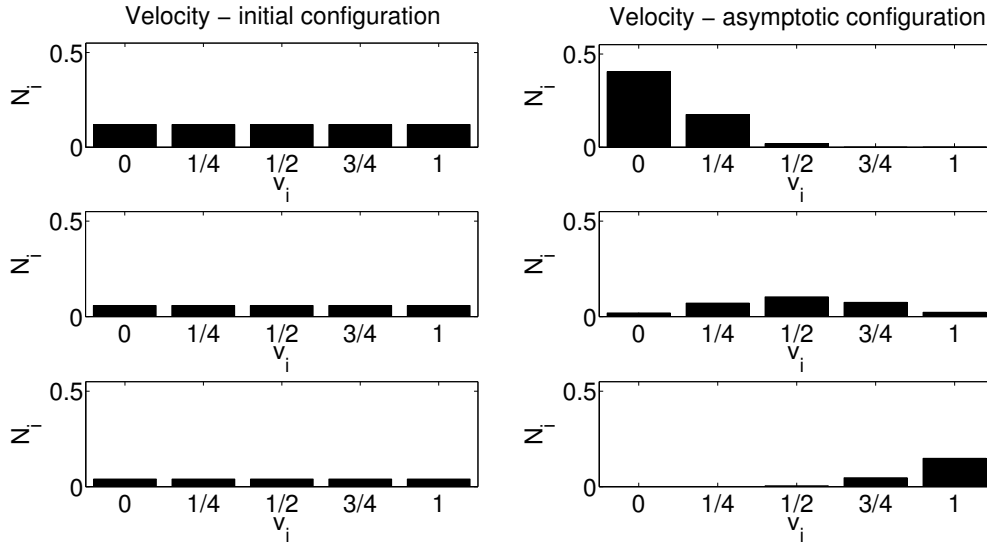 Velocity – initial configuration
0.5
N_i
0
0 1/4 1/2 3/4 1
v_i
0.5
N_i
0
0 1/4 1/2 3/4 1
v_i
0.5
N_i
0
0 1/4 1/2 3/4 1
v_i
Velocity – asymptotic configuration
0.5
N_i
0
0 1/4 1/2 3/4 1
v_i
0.5
N_i
0
0 1/4 1/2 3/4 1
v_i
0.5
N_i
0
0 1/4 1/2 3/4 1
v_i